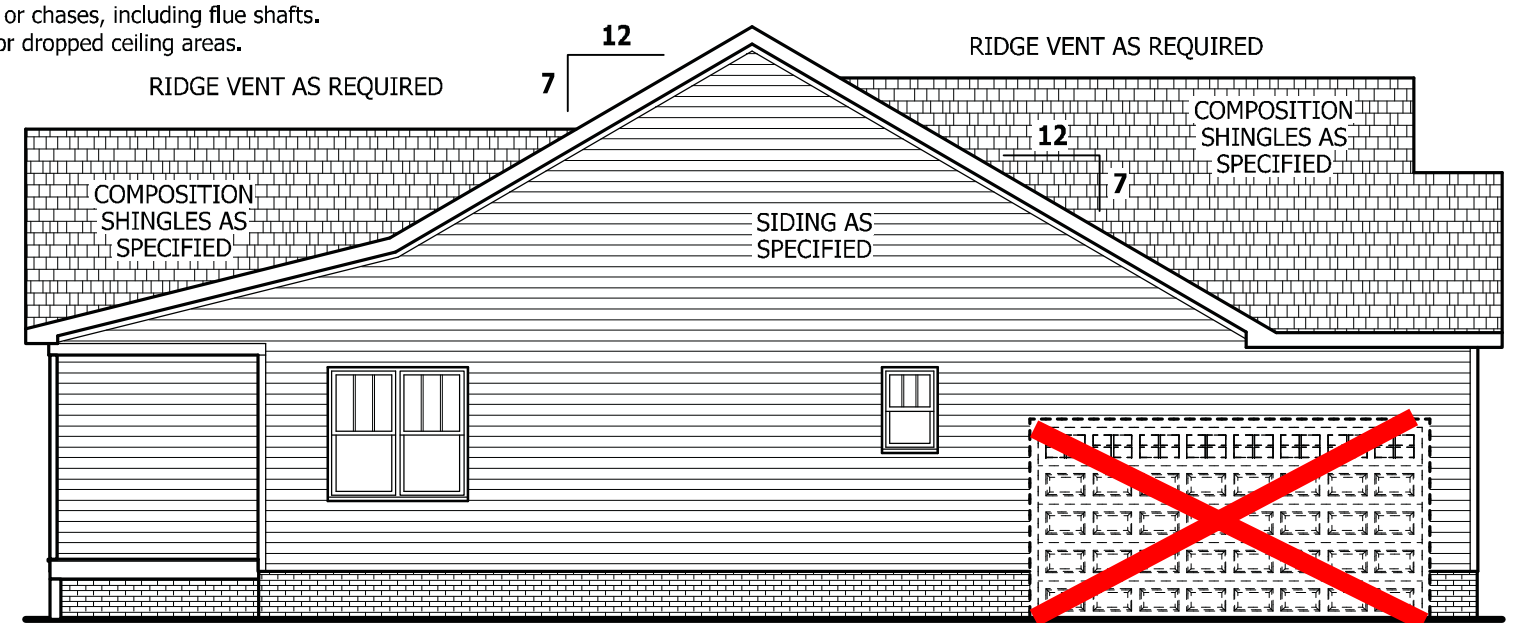 or chases, including flue shafts.
or dropped ceiling areas.
RIDGE VENT AS REQUIRED
12
7
RIDGE VENT AS REQUIRED
COMPOSITION
SHINGLES AS
SPECIFIED
12
7
COMPOSITION
SHINGLES AS
SPECIFIED
SIDING AS
SPECIFIED